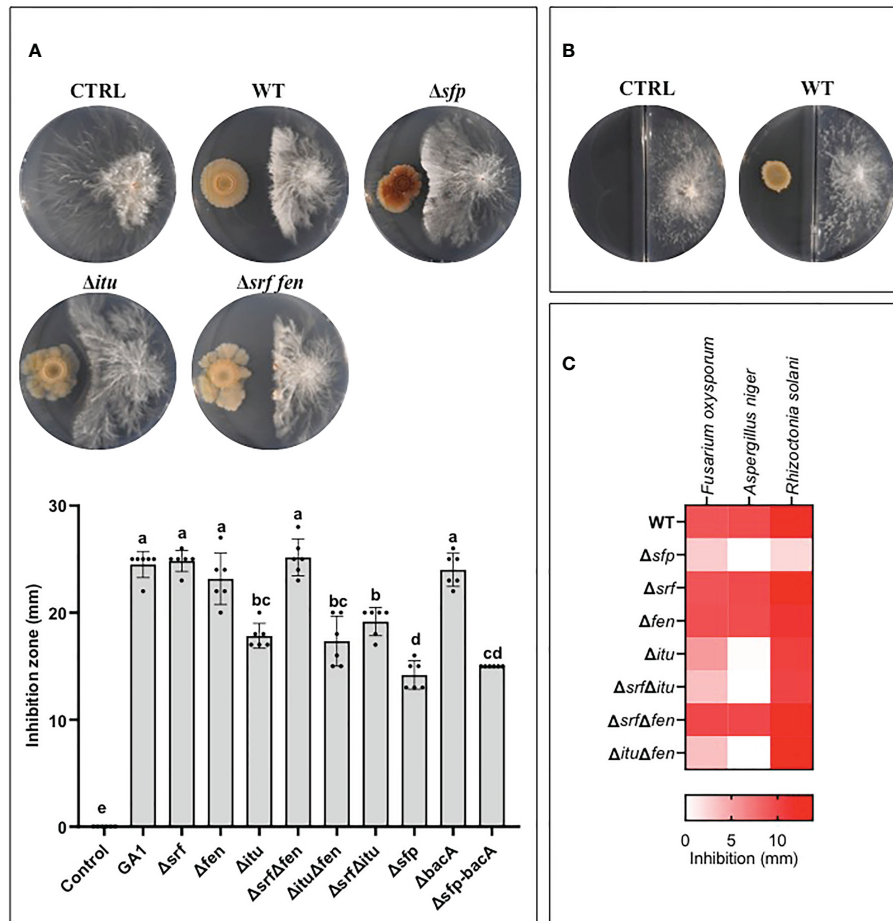 A
CTRL WT Δsfp
Δitu Δsrf fen
Inhibition zone (mm)
30
20
10
0
e a a a bc a bc b d a cd
Control GA1 Δsrf Δfen Δitu ΔsrfΔfen ΔituΔfen ΔsrfΔitu Δsfp ΔbacA Δsfp-bacA
B
CTRL WT
C
Fusarium oxysporum
Aspergillus niger
Rhizoctonia solani
WT
Δsfp
Δsrf
Δfen
Δitu
ΔsrfΔitu
ΔsrfΔfen
ΔituΔfen
0 5 10
Inhibition (mm)